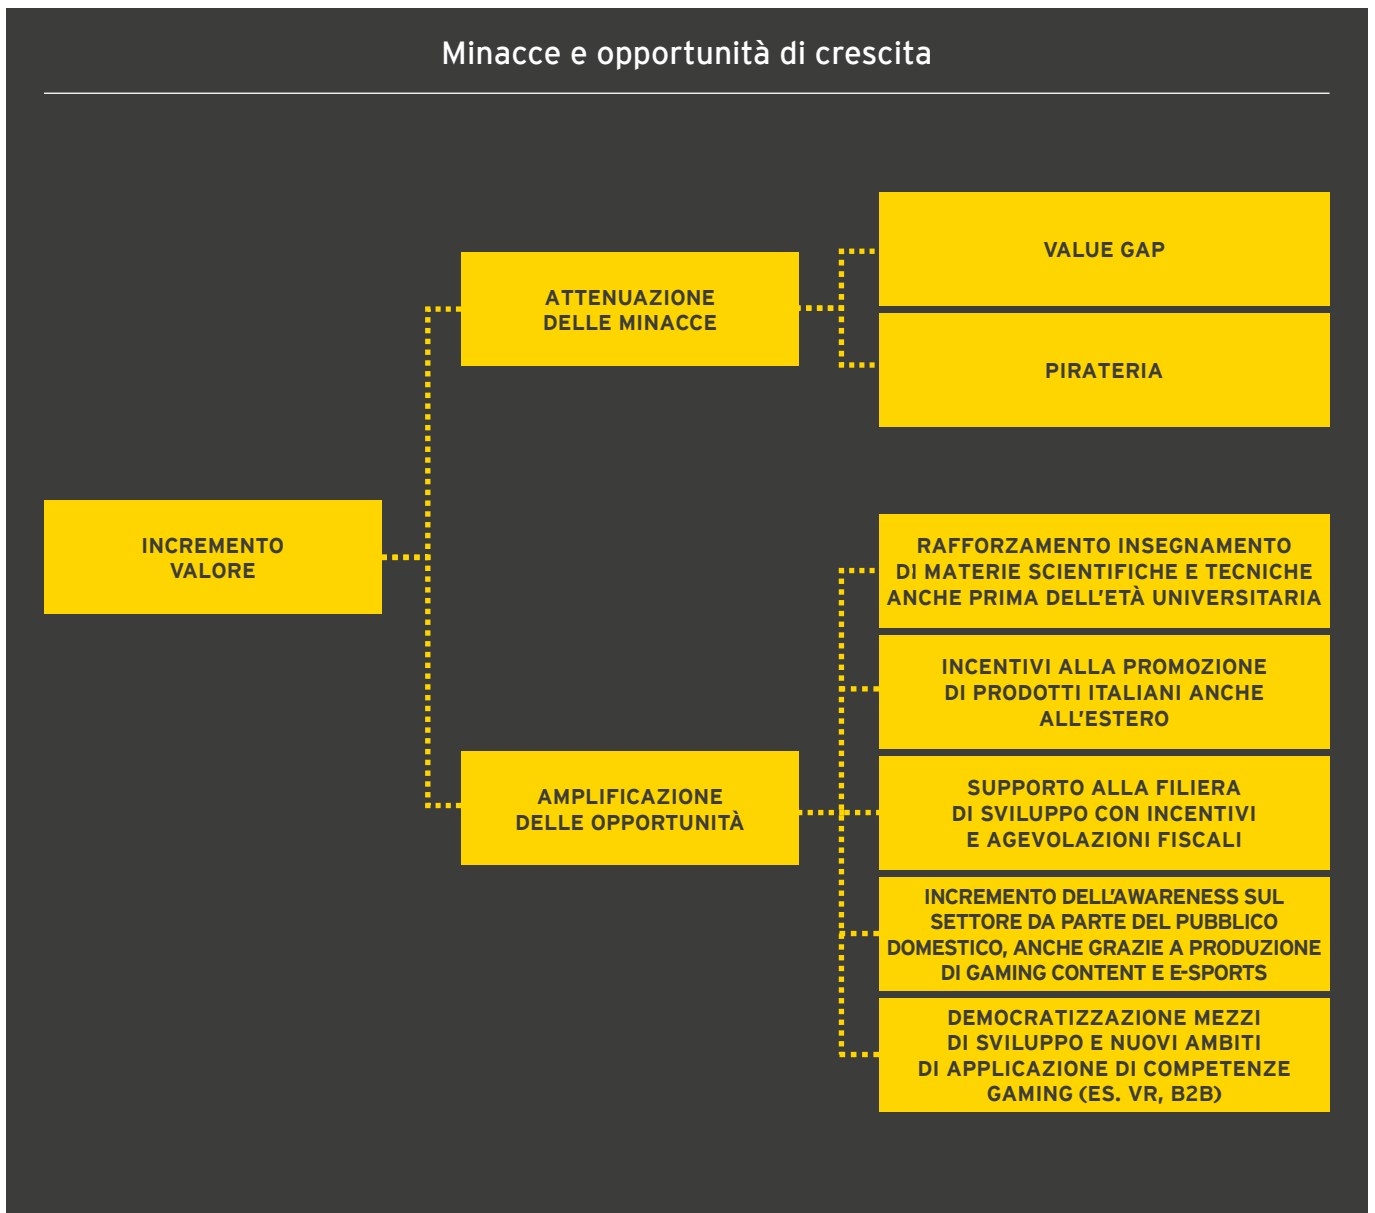 Minacce e opportunità di crescita
VALUE GAP
ATTENUAZIONE
DELLE MINACCE
PIRATERIA
INCREMENTO
VALORE
RAFFORZAMENTO INSEGNAMENTO
DI MATERIE SCIENTIFICHE E TECNICHE
ANCHE PRIMA DELL'ETÀ UNIVERSITARIA
INCENTIVI ALLA PROMOZIONE
DI PRODOTTI ITALIANI ANCHE
ALL'ESTERO
AMPLIFICAZIONE
DELLE OPPORTUNITÀ
SUPPORTO ALLA FILIERA
DI SVILUPPO CON INCENTIVI
E AGEVOLAZIONI FISCALI
INCREMENTO DELL'AWARENESS SUL
SETTORE DA PARTE DEL PUBBLICO
DOMESTICO, ANCHE GRAZIE A PRODUZIONE
DI GAMING CONTENT E E-SPORTS
DEMOCRATIZZAZIONE MEZZI
DI SVILUPPO E NUOVI AMBITI
DI APPLICAZIONE DI COMPETENZE
GAMING (ES. VR, B2B)